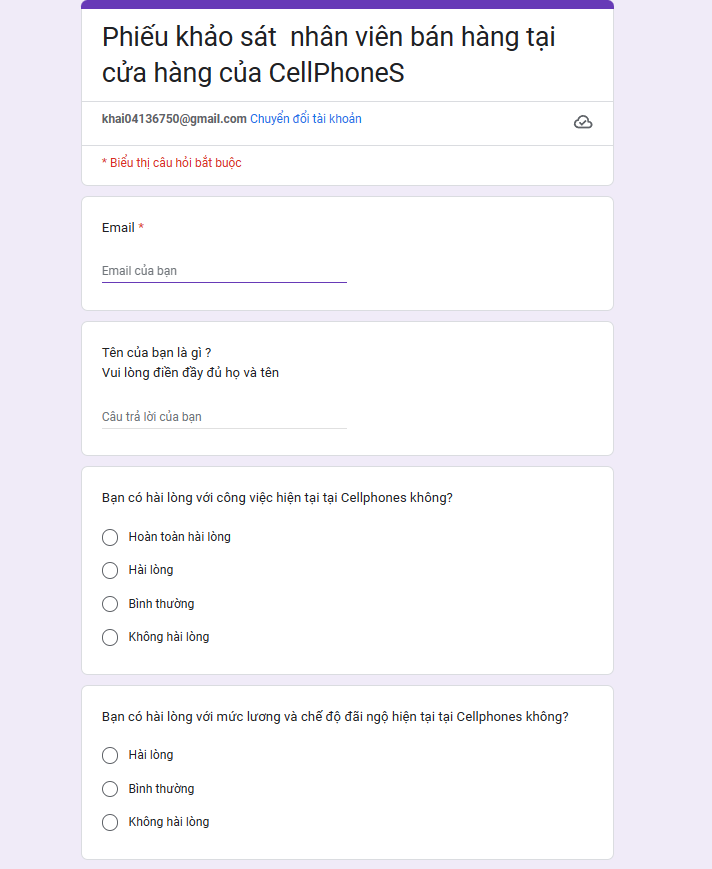 Phiếu khảo sát  nhân viên bán hàng tại
cửa hàng của CellPhoneS
khai04136750@gmail.com Chuyển đổi tài khoản
* Biểu thị câu hỏi bắt buộc
Email *
Email của bạn
Tên của bạn là gì ?
Vui lòng điền đầy đủ họ và tên
Câu trả lời của bạn
Bạn có hài lòng với công việc hiện tại tại Cellphones không?
Hoàn toàn hài lòng
Hài lòng
Bình thường
Không hài lòng
Bạn có hài lòng với mức lương và chế độ đãi ngộ hiện tại tại Cellphones không?
Hài lòng
Bình thường
Không hài lòng